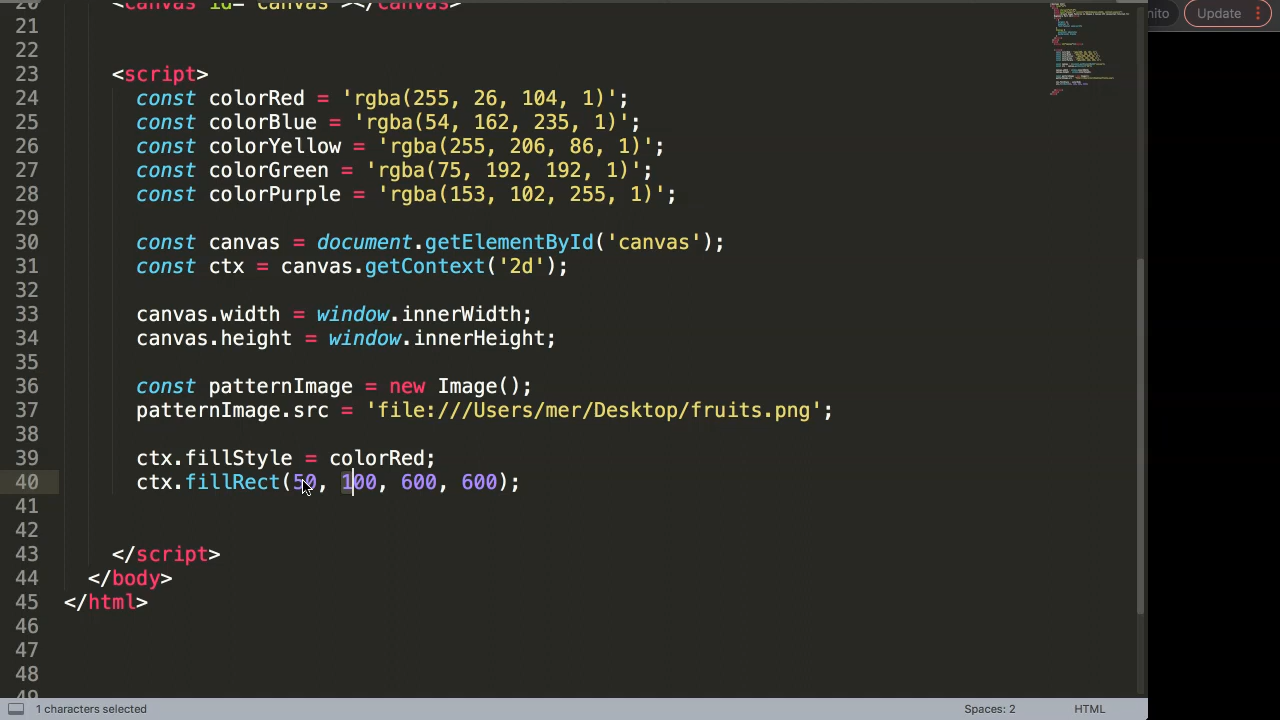 20 <canvas id="canvas"></canvas>
21
22
23 <script>
24 const colorRed = 'rgba(255, 26, 104, 1)';
25 const colorBlue = 'rgba(54, 162, 235, 1)';
26 const colorYellow = 'rgba(255, 206, 86, 1)';
27 const colorGreen = 'rgba(75, 192, 192, 1)';
28 const colorPurple = 'rgba(153, 102, 255, 1)';
29
30 const canvas = document.getElementById('canvas');
31 const ctx = canvas.getContext('2d');
32
33 canvas.width = window.innerWidth;
34 canvas.height = window.innerHeight;
35
36 const patternImage = new Image();
37 patternImage.src = 'file:///Users/mer/Desktop/fruits.png';
38
39 ctx.fillStyle = colorRed;
40 ctx.fillRect(50, 100, 600, 600);
41
42
43 </script>
44 </body>
45 </html>
46
47
48
49
nito Update
1 characters selected Spaces: 2 HTML